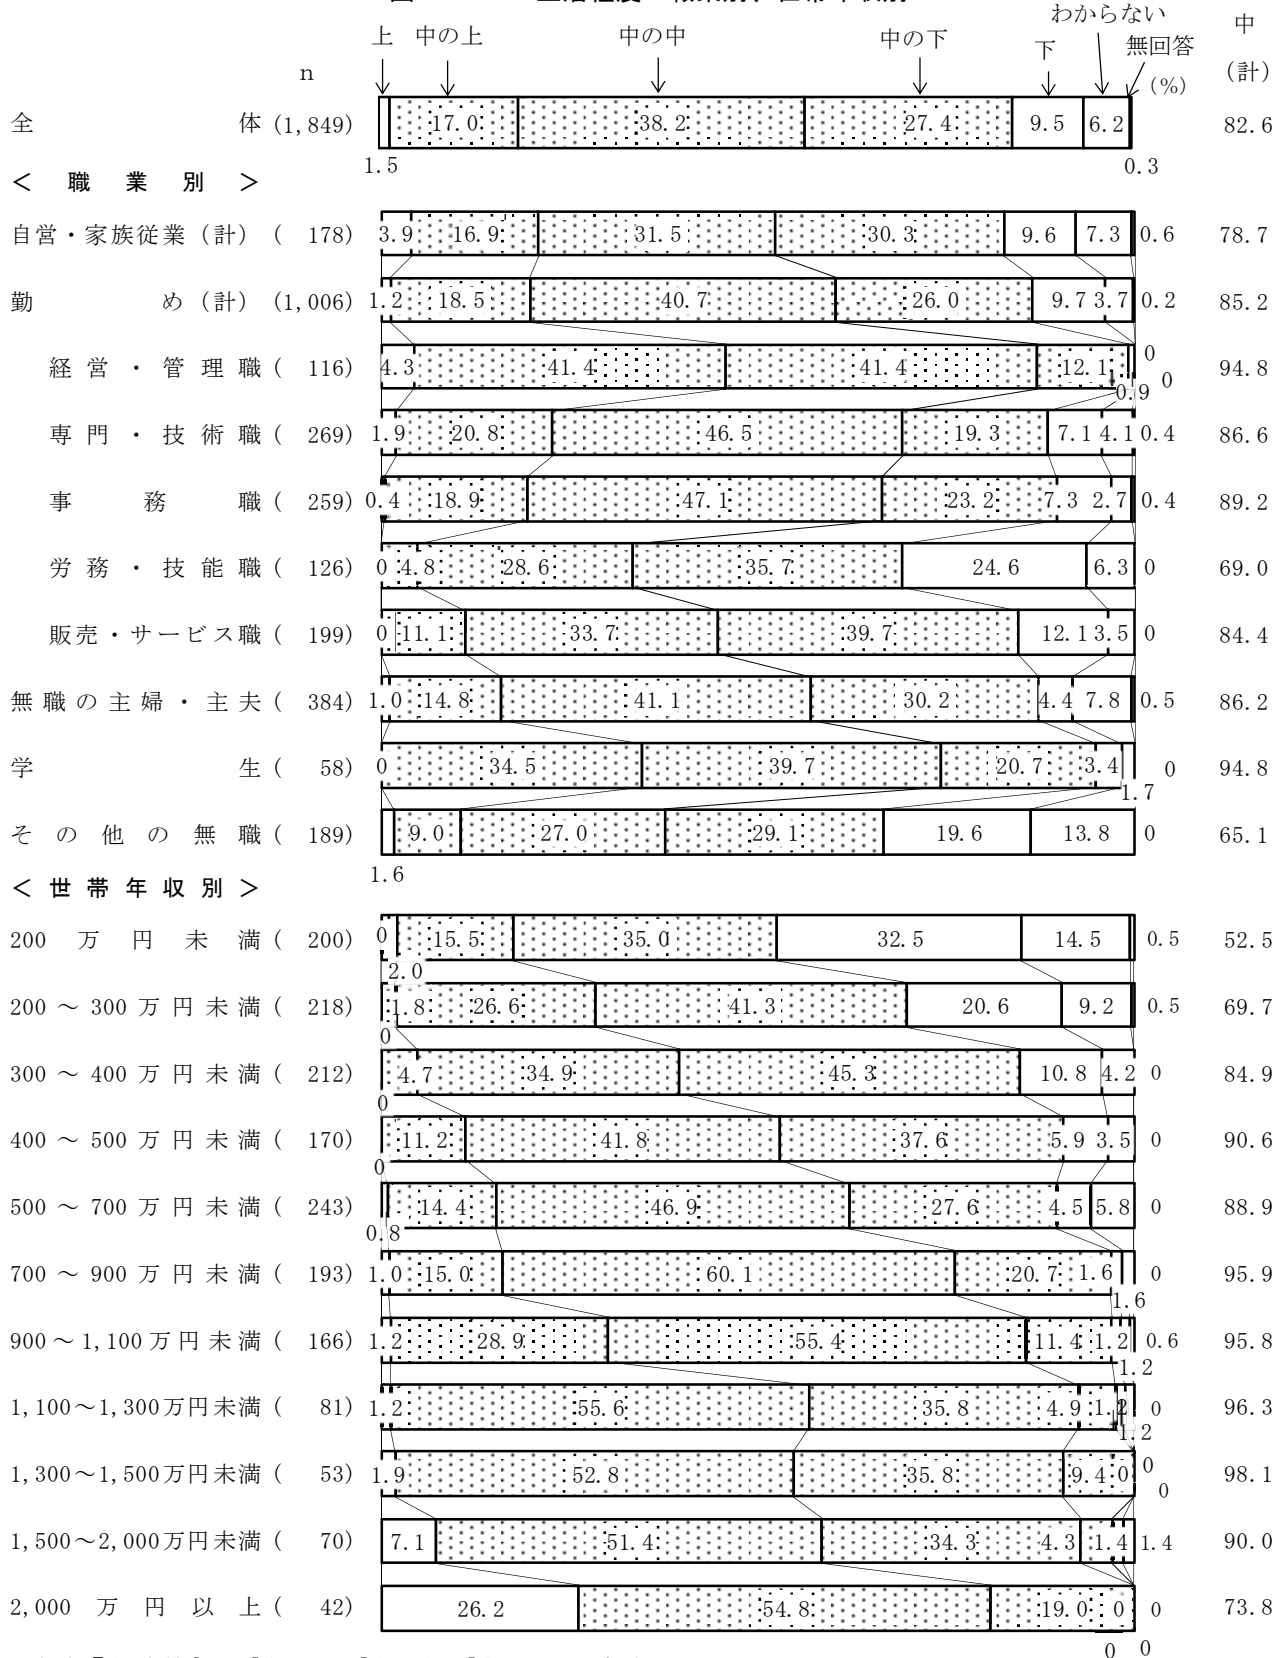 わからない
上 中の上 中の中 中の下 下 無回答 中
n (%) (計)
全体 (1,849) 17.0 38.2 27.4 9.5 6.2 82.6
1.5 0.3
＜職業別＞
自営・家族従業（計） ( 178) 3.9 16.9 31.5 30.3 9.6 7.3 0.6 78.7
勤め（計） (1,006) 1.2 18.5 40.7 26.0 9.7 3.7 0.2 85.2
経営・管理職 ( 116) 4.3 41.4 41.4 12.1 0.9 0 0 94.8
専門・技術職 ( 269) 1.9 20.8 46.5 19.3 7.1 4.1 0.4 86.6
事務職 ( 259) 0.4 18.9 47.1 23.2 7.3 2.7 0.4 89.2
労務・技能職 ( 126) 0 4.8 28.6 35.7 24.6 6.3 0 69.0
販売・サービス職 ( 199) 0 11.1 33.7 39.7 12.1 3.5 0 84.4
無職の主婦・主夫 ( 384) 1.0 14.8 41.1 30.2 4.4 7.8 0.5 86.2
学生 ( 58) 0 34.5 39.7 20.7 3.4 0 94.8
1.7
その他の無職 ( 189) 9.0 27.0 29.1 19.6 13.8 0 65.1
1.6
＜世帯年収別＞
200万円未満 ( 200) 0 15.5 35.0 32.5 14.5 0.5 52.5
2.0
200～300万円未満 ( 218) 1.8 26.6 41.3 20.6 9.2 0.5 69.7
0
300～400万円未満 ( 212) 4.7 34.9 45.3 10.8 4.2 0 84.9
0
400～500万円未満 ( 170) 11.2 41.8 37.6 5.9 3.5 0 90.6
0
500～700万円未満 ( 243) 14.4 46.9 27.6 4.5 5.8 0 88.9
0.8
700～900万円未満 ( 193) 1.0 15.0 60.1 20.7 1.6 0 95.9
1.6
900～1,100万円未満 ( 166) 1.2 28.9 55.4 11.4 1.2 0.6 95.8
1.2
1,100～1,300万円未満 ( 81) 1.2 55.6 35.8 4.9 1.2 0 96.3
1.2
1,300～1,500万円未満 ( 53) 1.9 52.8 35.8 9.4 0 0 98.1
0
1,500～2,000万円未満 ( 70) 7.1 51.4 34.3 4.3 1.4 1.4 90.0
2,000万円以上 ( 42) 26.2 54.8 19.0 0 0 73.8
0 0